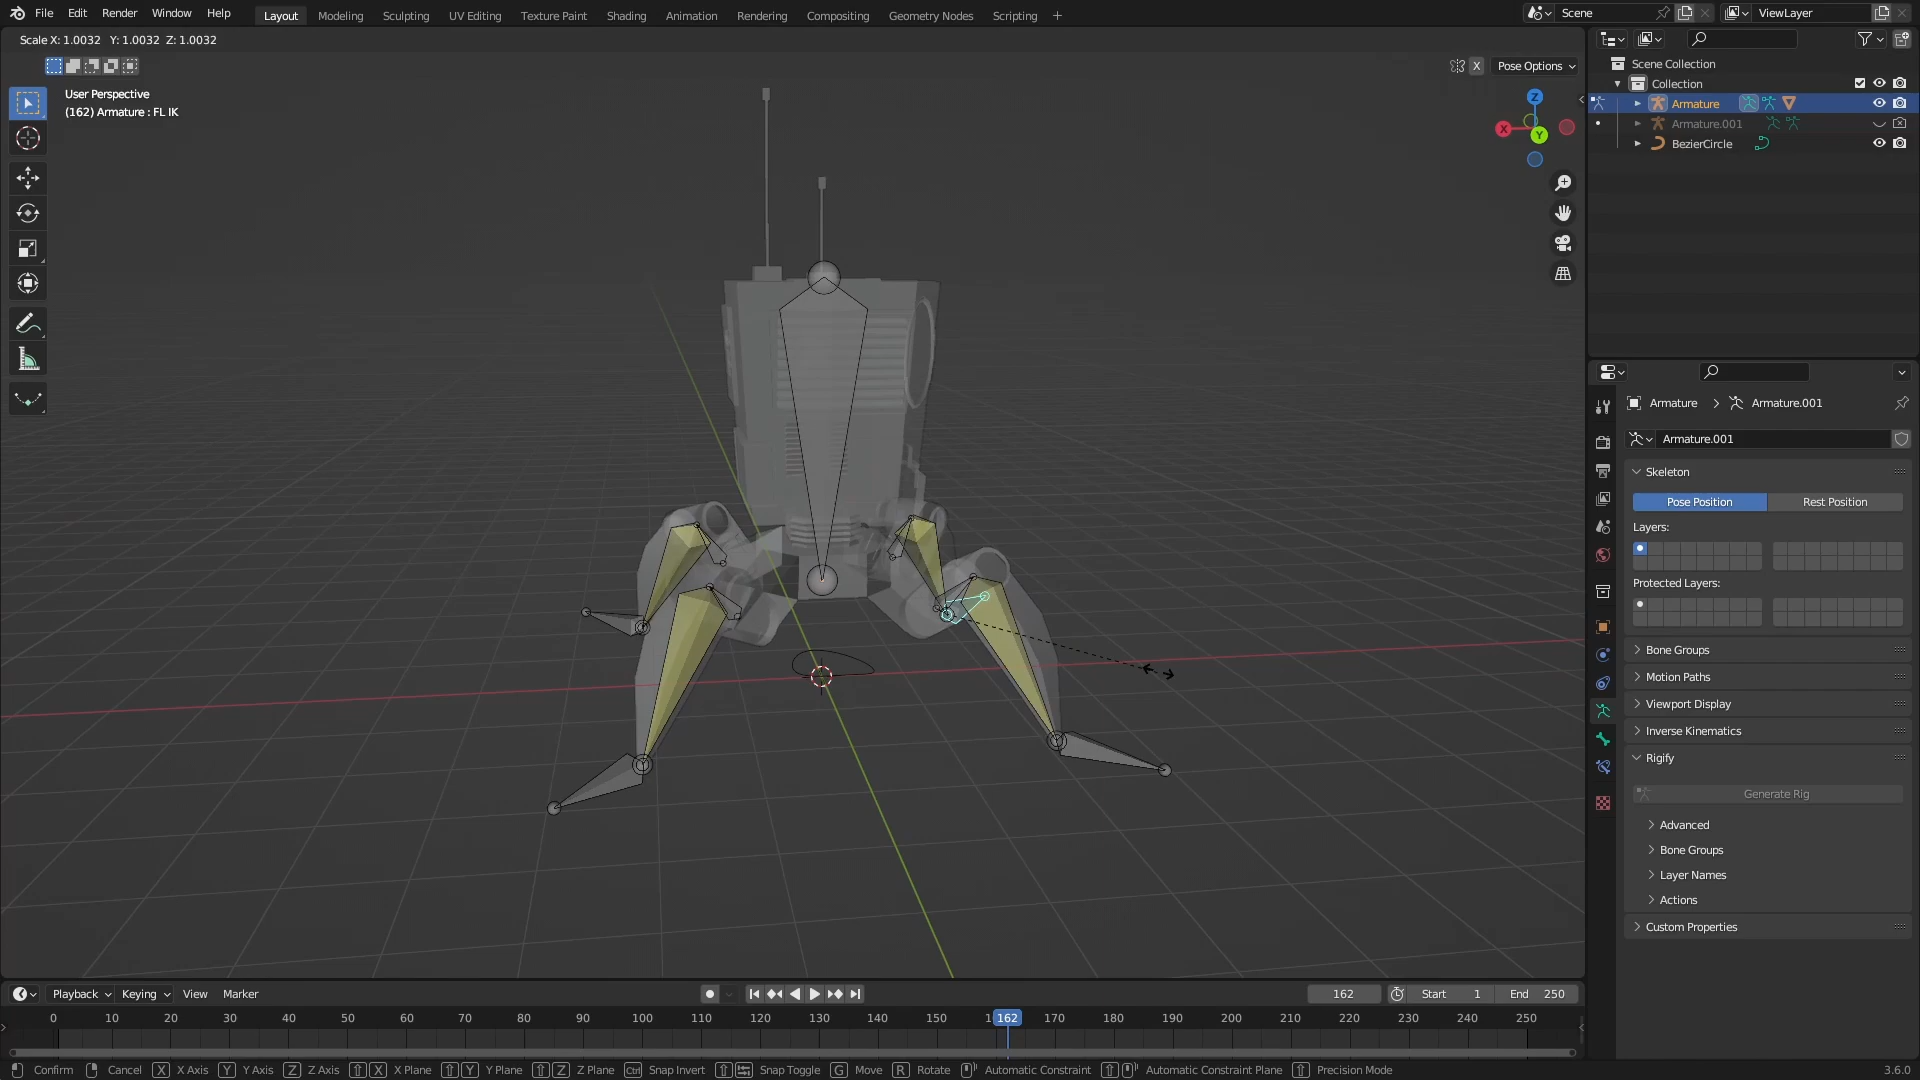 File Edit Render Window Help Layout Modeling Sculpting UV Editing Texture Paint Shading Animation Rendering Compositing Geometry Nodes Scripting + Scene ViewLayer
Scale X: 1.0032 Y: 1.0032 Z: 1.0032
X Pose Options
User Perspective
(162) Armature : FL IK
Z
X
Y
Scene Collection
Collection
Armature
Armature.001
BezierCircle
Armature > Armature.001
Armature.001
Skeleton
Pose Position Rest Position
Layers:
Protected Layers:
Bone Groups
Motion Paths
Viewport Display
Inverse Kinematics
Rigify
Generate Rig
Advanced
Bone Groups
Layer Names
Actions
Custom Properties
Playback Keying View Marker 162 Start 1 End 250
0 10 20 30 40 50 60 70 80 90 100 110 120 130 140 150 162 170 180 190 200 210 220 230 240 250
Confirm Cancel X X Axis Y Y Axis Z Z Axis X X Plane Y Y Plane Z Z Plane Ctrl Snap Invert Snap Toggle G Move R Rotate Automatic Constraint Automatic Constraint Plane Precision Mode 3.6.0